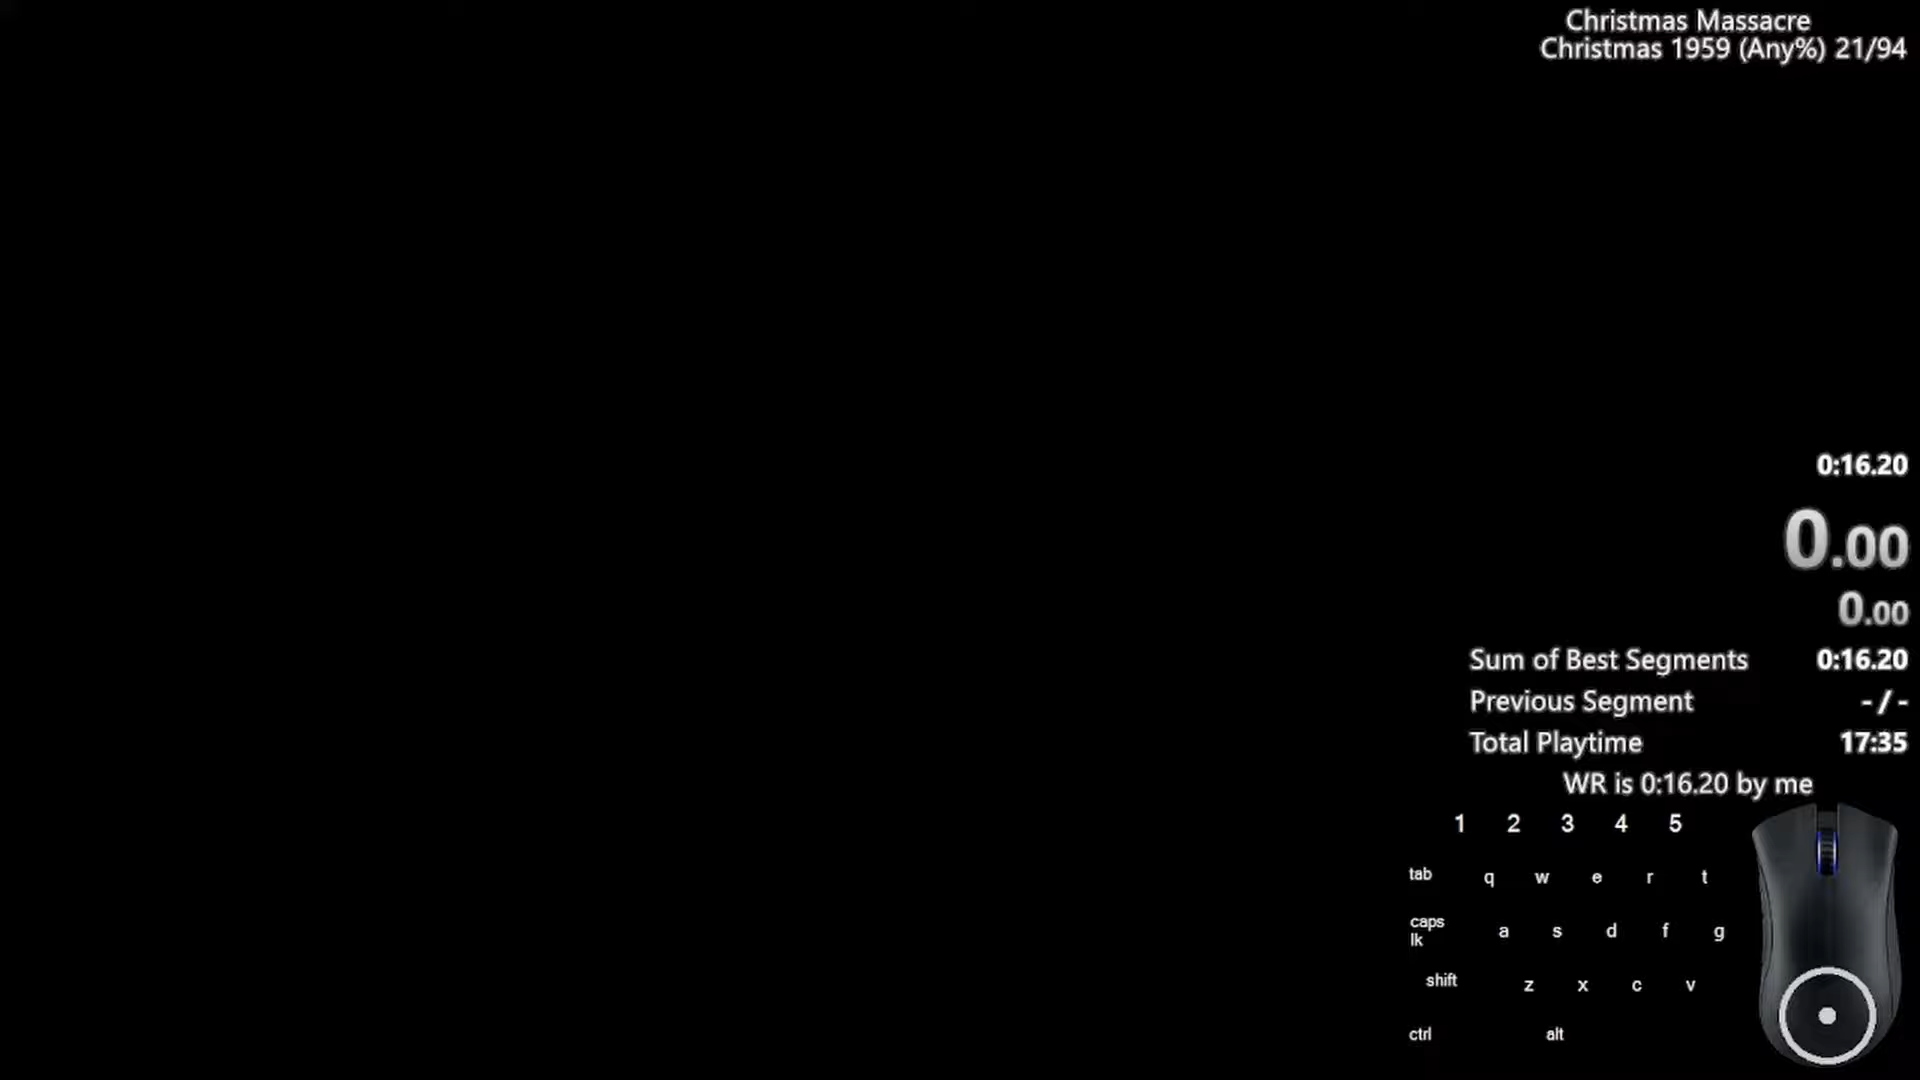 Christmas Massacre
Christmas 1959 (Any%) 21/94
0:16.20
0.00
0.00
Sum of Best Segments 0:16.20
Previous Segment - / -
Total Playtime 17:35
WR is 0:16.20 by me
1 2 3 4 5
tab q w e r t
caps
lk a s d f g
shift z x c v
ctrl alt